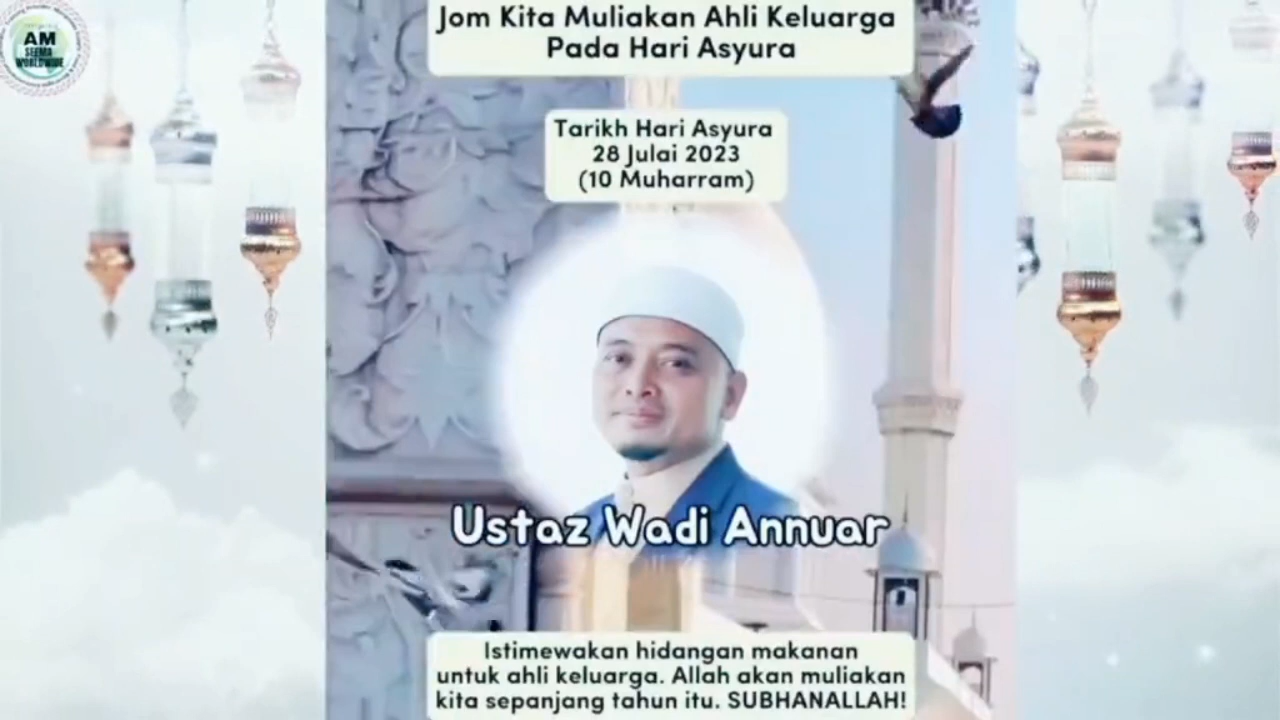 AM
SEEMA
WORLDWIDE
Jom Kita Muliakan Ahli Keluarga
Pada Hari Asyura
Tarikh Hari Asyura
28 Julai 2023
(10 Muharram)
Ustaz Wadi Annuar
Istimewakan hidangan makanan
untuk ahli keluarga. Allah akan muliakan
kita sepanjang tahun itu. SUBHANALLAH!